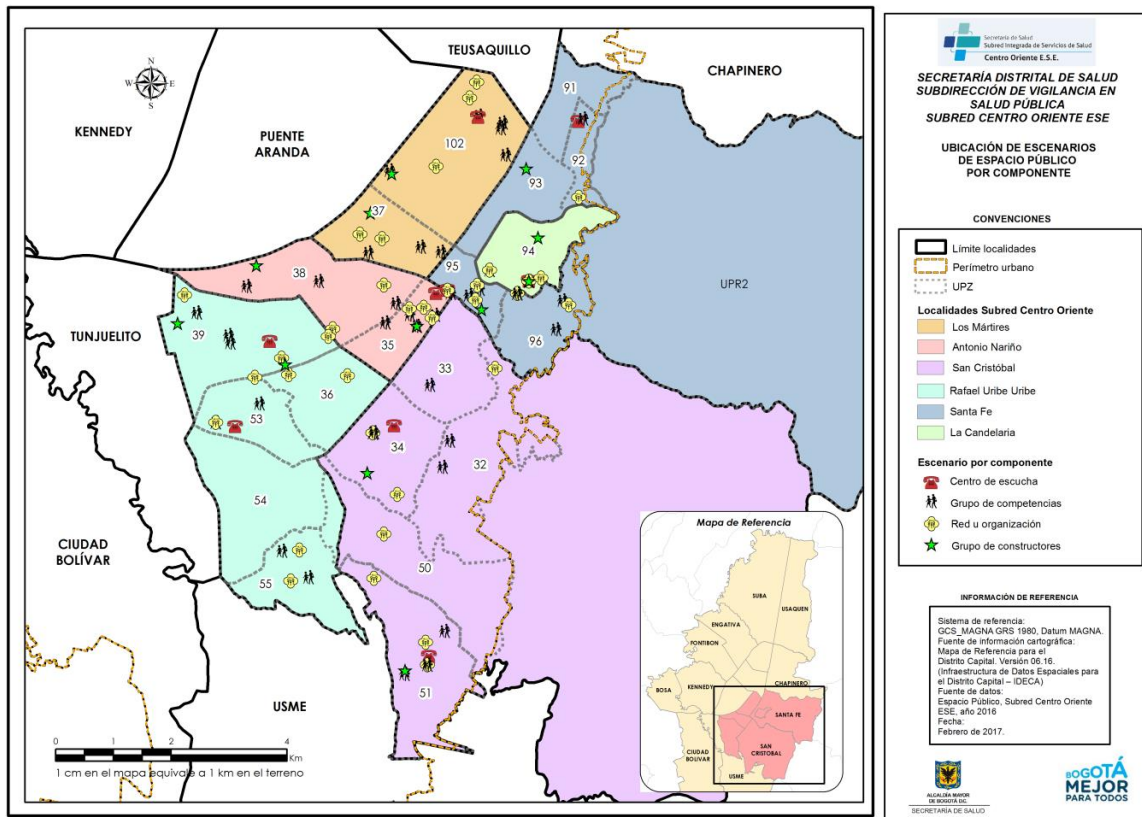 TEUSAQUILLO
CHAPINERO
KENNEDY
PUENTE
ARANDA
TUNJUELITO
CIUDAD
BOLÍVAR
USME
N
W E
S
91
102
92
93
37
94
95
38
UPR2
39
96
35
33
36
53
34
32
54
50
55
51
0 1 2 4
Km
1 cm en el mapa equivale a 1 km en el terreno
Mapa de Referencia
SUBA
USAQUEN
ENGATIVA
FONTIBON
CHAPINERO
BOSA
KENNEDY
SANTA FE
SAN
CRISTOBAL
CIUDAD
BOLIVAR
USME
Secretaría de Salud
Subred Integrada de Servicios de Salud
Centro Oriente E.S.E.
SECRETARÍA DISTRITAL DE SALUD
SUBDIRECCIÓN DE VIGILANCIA EN
SALUD PÚBLICA
SUBRED CENTRO ORIENTE ESE
UBICACIÓN DE ESCENARIOS
DE ESPACIO PÚBLICO
POR COMPONENTE
CONVENCIONES
Límite localidades
Perímetro urbano
UPZ
Localidades Subred Centro Oriente
Los Mártires
Antonio Nariño
San Cristóbal
Rafael Uribe Uribe
Santa Fe
La Candelaria
Escenario por componente
Centro de escucha
Grupo de competencias
Red u organización
Grupo de constructores
INFORMACIÓN DE REFERENCIA
Sistema de referencia:
GCS_MAGNA GRS 1980, Datum MAGNA.
Fuente de información cartográfica:
Mapa de Referencia para el
Distrito Capital. Versión 06.16.
(Infraestructura de Datos Espaciales para
el Distrito Capital – IDECA)
Fuente de datos:
Espacio Público, Subred Centro Oriente
ESE, año 2016
Fecha:
Febrero de 2017.
ALCALDÍA MAYOR
DE BOGOTÁ D.C.
SECRETARÍA DE SALUD
BOGOTÁ
MEJOR
PARA TODOS